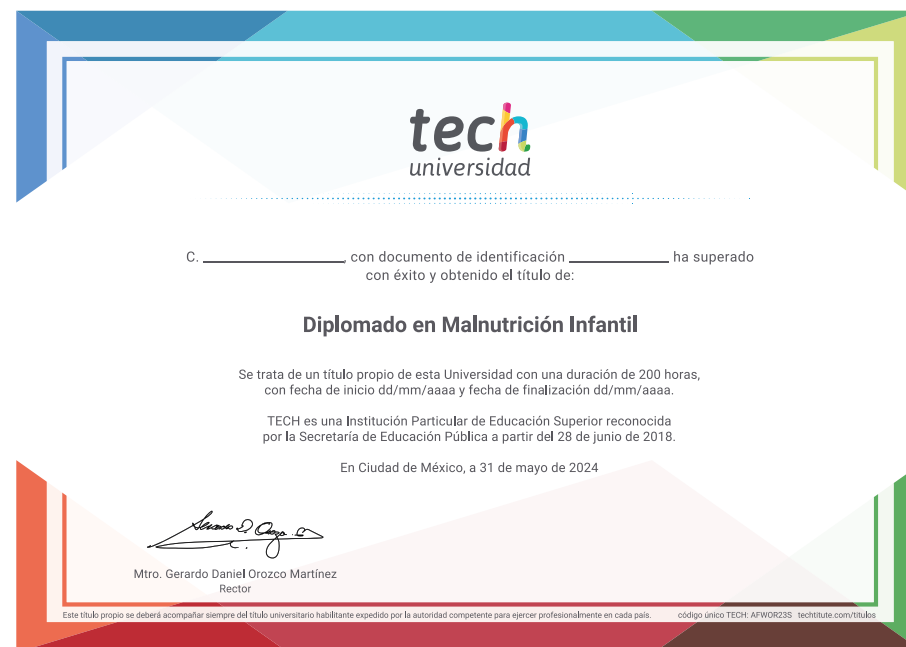 tech
universidad
C. ____________________, con documento de identificación ______________ ha superado
con éxito y obtenido el título de:
Diplomado en Malnutrición Infantil
Se trata de un título propio de esta Universidad con una duración de 200 horas,
con fecha de inicio dd/mm/aaaa y fecha de finalización dd/mm/aaaa.
TECH es una Institución Particular de Educación Superior reconocida
por la Secretaría de Educación Pública a partir del 28 de junio de 2018.
En Ciudad de México, a 31 de mayo de 2024
Mtro. Gerardo Daniel Orozco Martínez
Rector
Este título propio se deberá acompañar siempre del título universitario habilitante expedido por la autoridad competente para ejercer profesionalmente en cada país. código único TECH: AFWOR23S techtitute.com/titulos